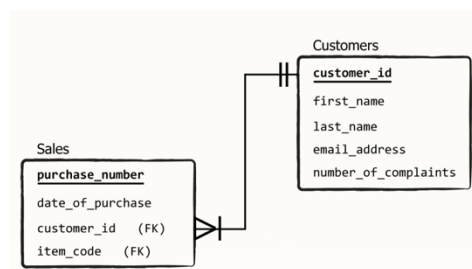 Customers
customer_id
first_name
last_name
email_address
number_of_complaints
Sales
purchase_number
date_of_purchase
customer_id (FK)
item_code (FK)